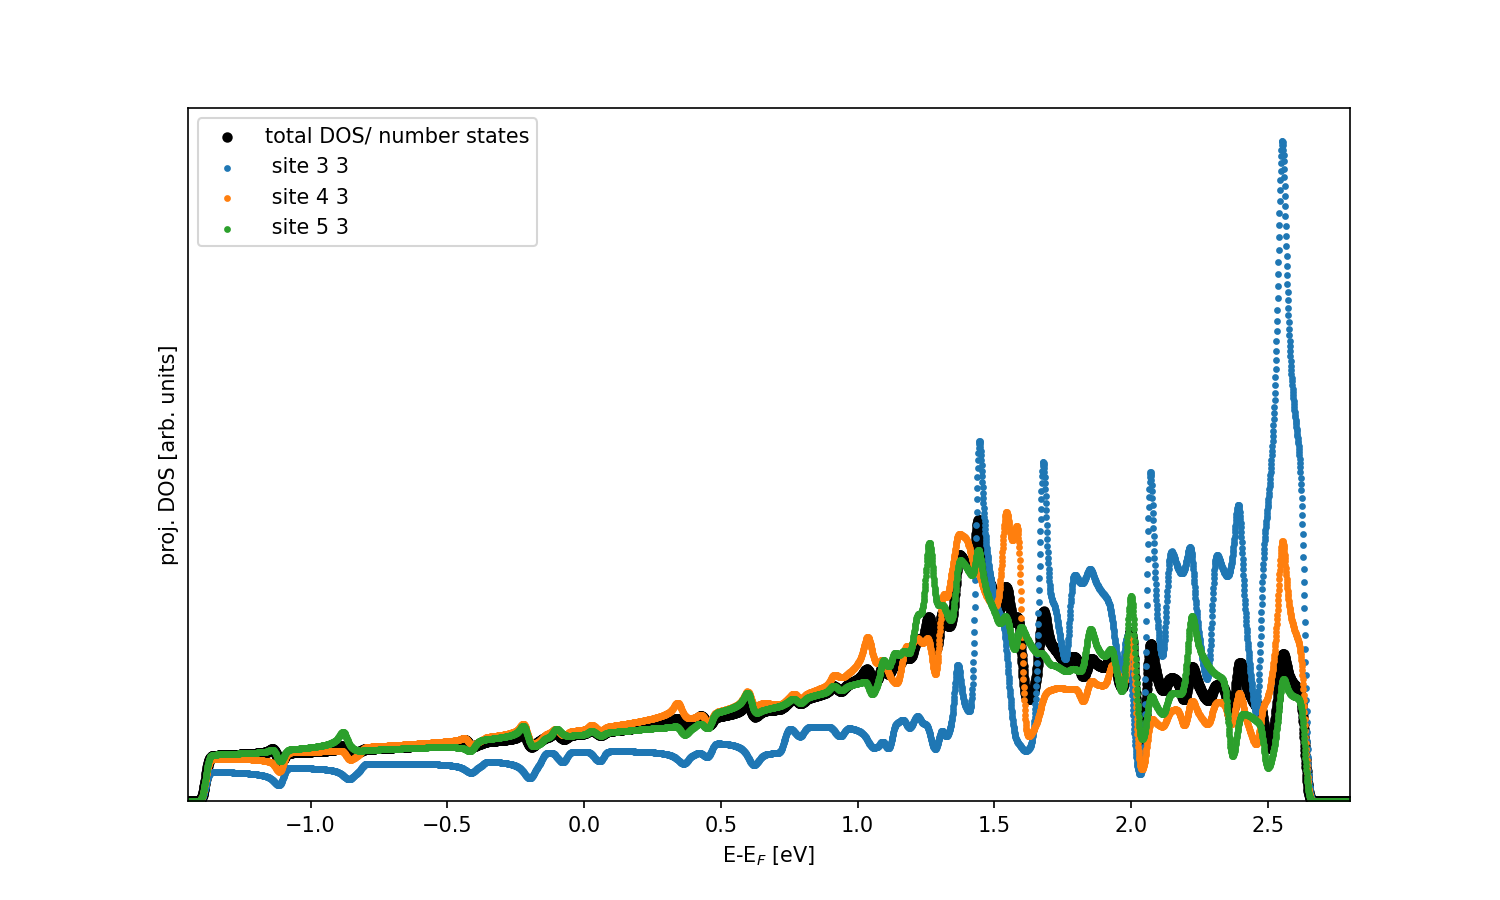 total DOS/ number states
site 3 3
site 4 3
site 5 3
proj. DOS [arb. units]
−1.0 −0.5 0.0 0.5 1.0 1.5 2.0 2.5
E-E_F [eV]